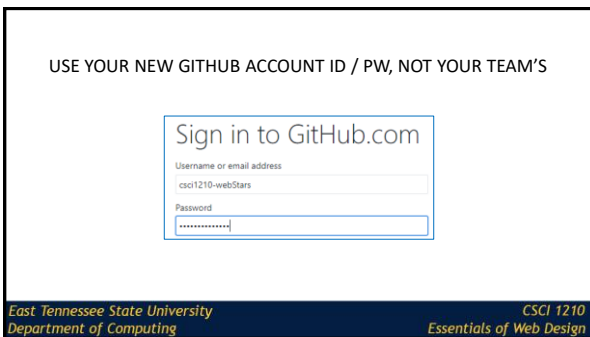 USE YOUR NEW GITHUB ACCOUNT ID / PW, NOT YOUR TEAM'S
Sign in to GitHub.com
Username or email address
csci1210-webStars
Password
•••••••••••••
East Tennessee State University
Department of Computing
CSCI 1210
Essentials of Web Design